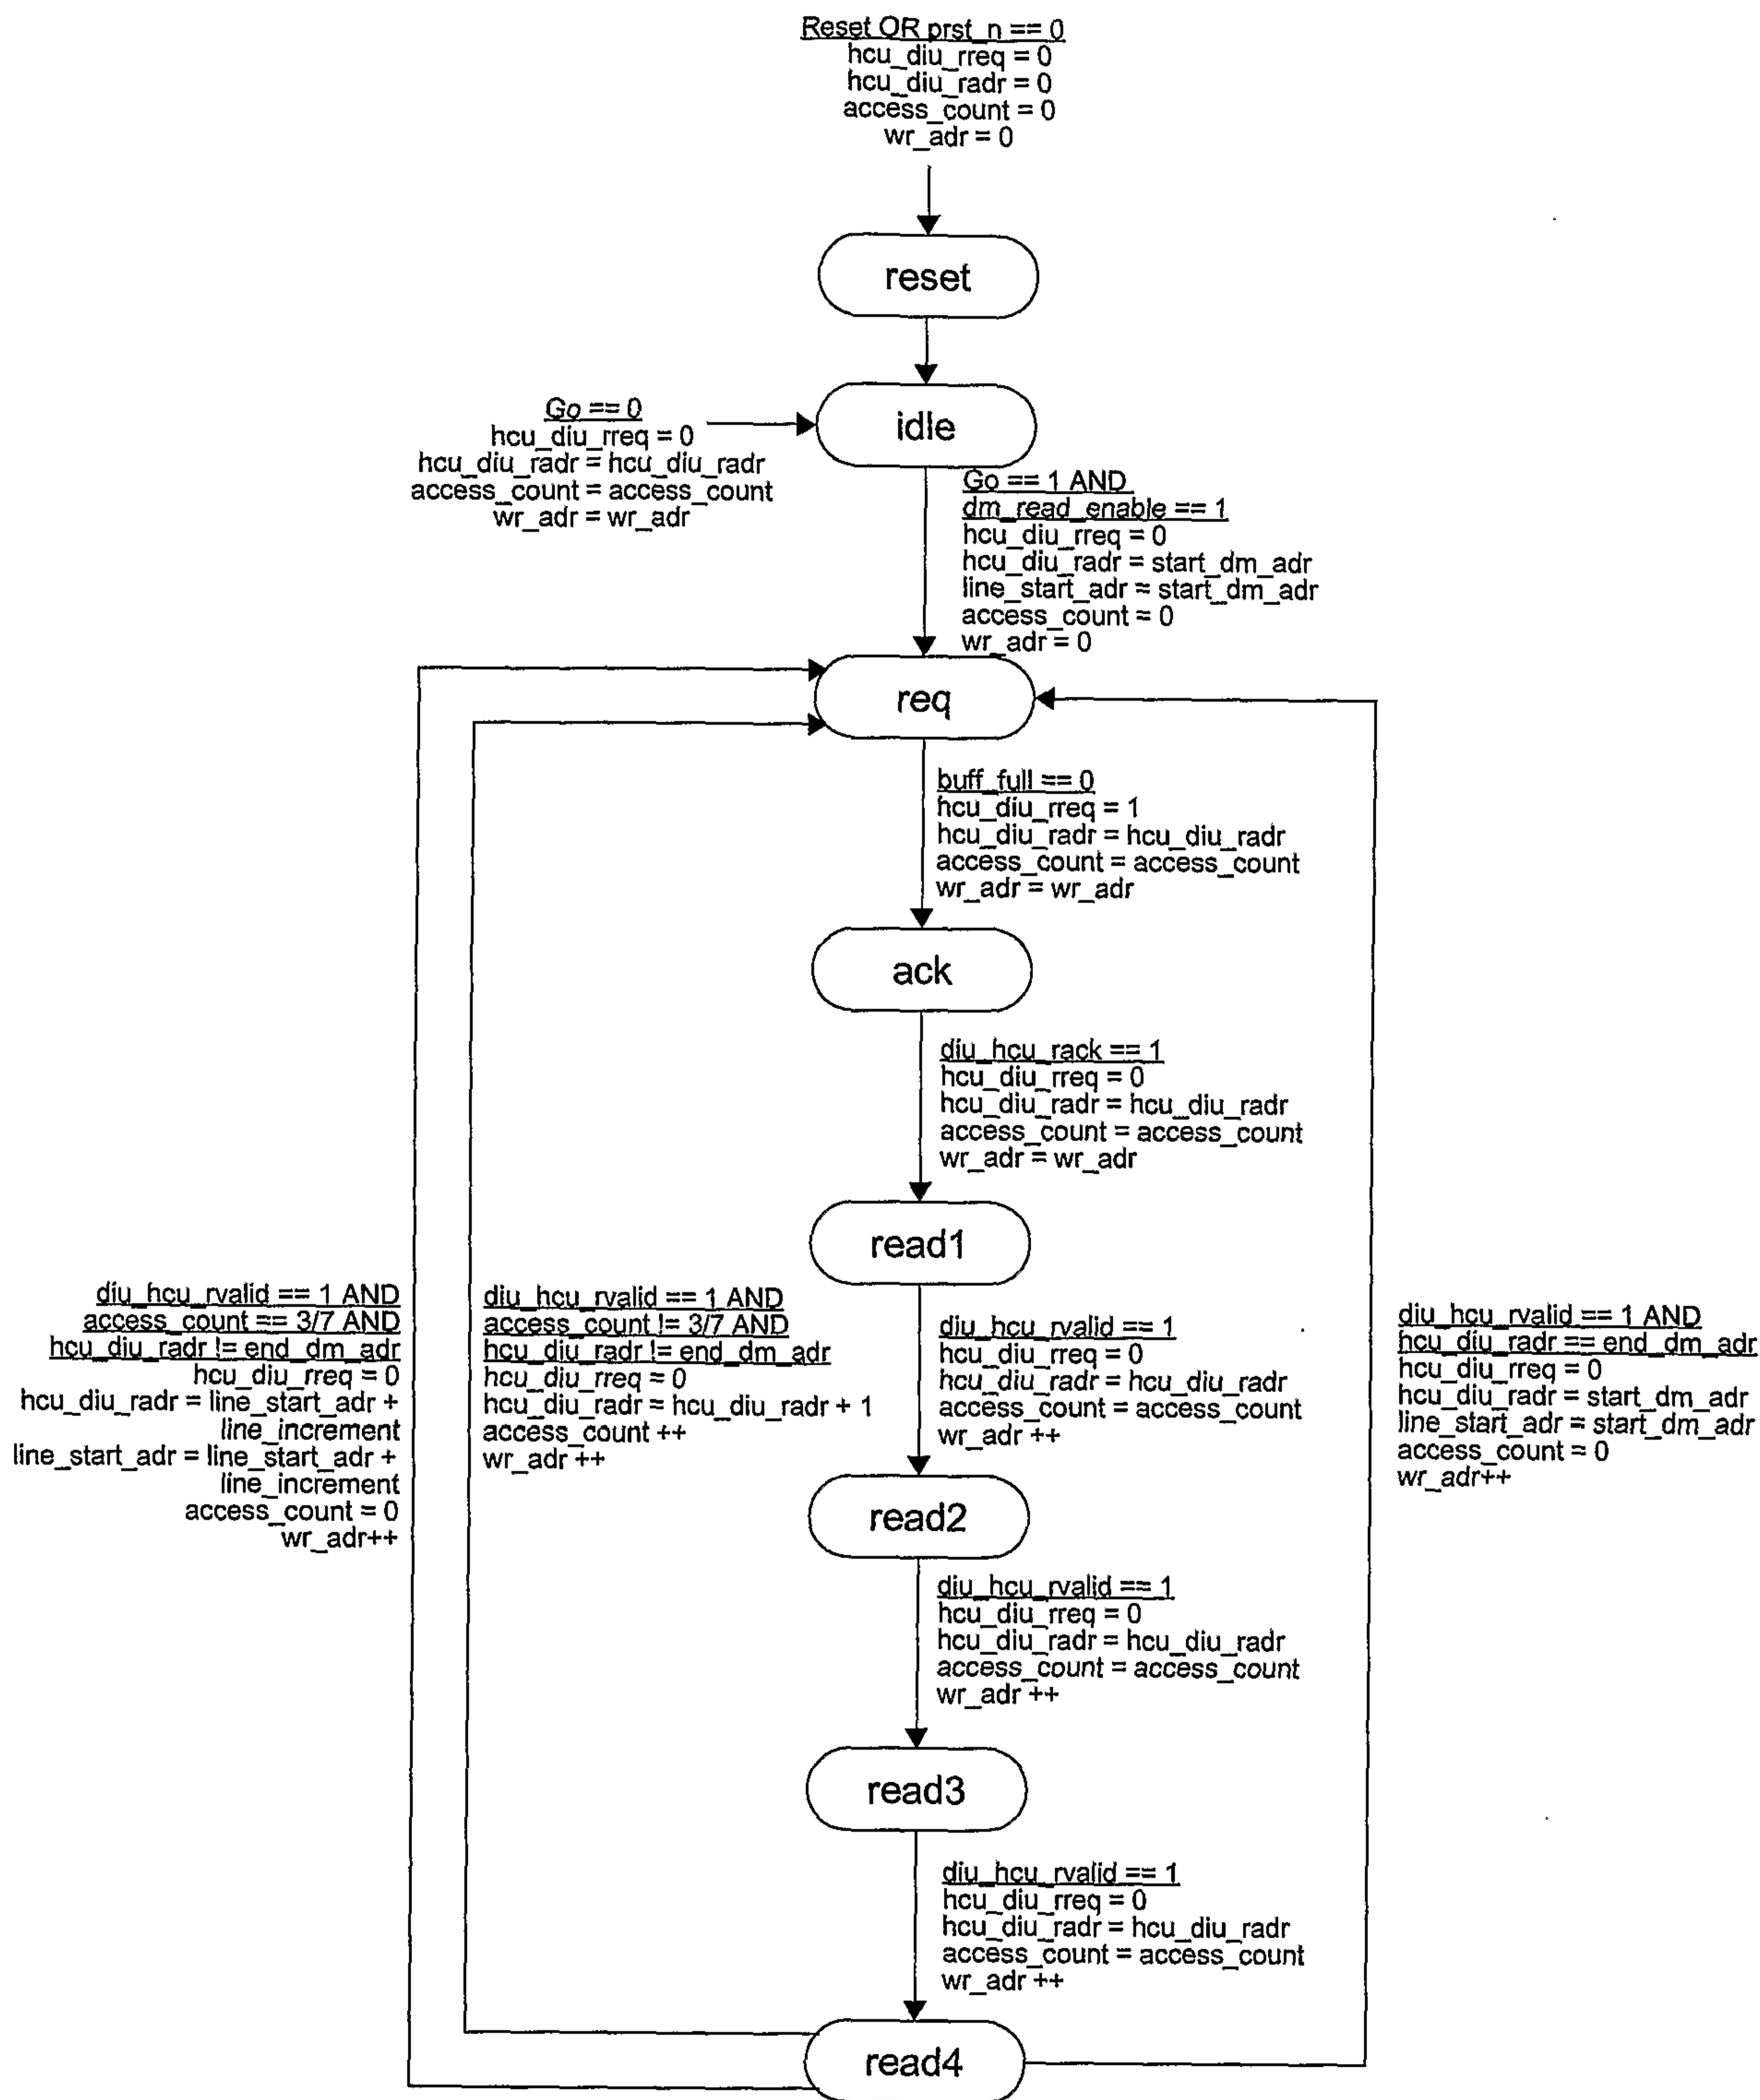 Reset OR prst_n == 0
hcu_diu_rreq = 0
hcu_diu_radr = 0
access_count = 0
wr_adr = 0
reset
idle
Go == 0
hcu_diu_rreq = 0
hcu_diu_radr = hcu_diu_radr
access_count = access_count
wr_adr = wr_adr
Go == 1 AND
dm_read_enable == 1
hcu_diu_rreq = 0
hcu_diu_radr = start_dm_adr
line_start_adr = start_dm_adr
access_count = 0
wr_adr = 0
req
buff_full == 0
hcu_diu_rreq = 1
hcu_diu_radr = hcu_diu_radr
access_count = access_count
wr_adr = wr_adr
ack
diu_hcu_rack == 1
hcu_diu_rreq = 0
hcu_diu_radr = hcu_diu_radr
access_count = access_count
wr_adr = wr_adr
read1
diu_hcu_rvalid == 1 AND
access_count == 3/7 AND
hcu_diu_radr != end_dm_adr
hcu_diu_rreq = 0
hcu_diu_radr = line_start_adr +
line_increment
line_start_adr = line_start_adr +
line_increment
access_count = 0
wr_adr++
diu_hcu_rvalid == 1 AND
access_count != 3/7 AND
hcu_diu_radr != end_dm_adr
hcu_diu_rreq = 0
hcu_diu_radr = hcu_diu_radr + 1
access_count ++
wr_adr ++
diu_hcu_rvalid == 1
hcu_diu_rreq = 0
hcu_diu_radr = hcu_diu_radr
access_count = access_count
wr_adr ++
diu_hcu_rvalid == 1 AND
hcu_diu_radr == end_dm_adr
hcu_diu_rreq = 0
hcu_diu_radr = start_dm_adr
line_start_adr = start_dm_adr
access_count = 0
wr_adr++
read2
diu_hcu_rvalid == 1
hcu_diu_rreq = 0
hcu_diu_radr = hcu_diu_radr
access_count = access_count
wr_adr ++
read3
diu_hcu_rvalid == 1
hcu_diu_rreq = 0
hcu_diu_radr = hcu_diu_radr
access_count = access_count
wr_adr ++
read4